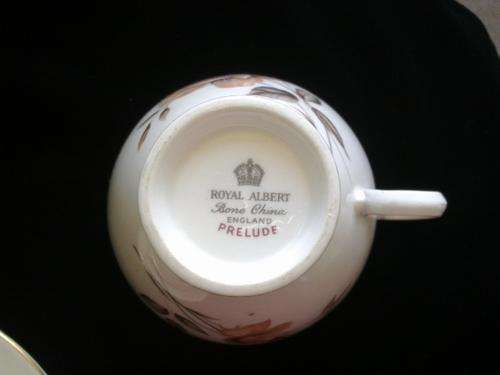 ROYAL ALBERT
Bone China
ENGLAND
PRELUDE